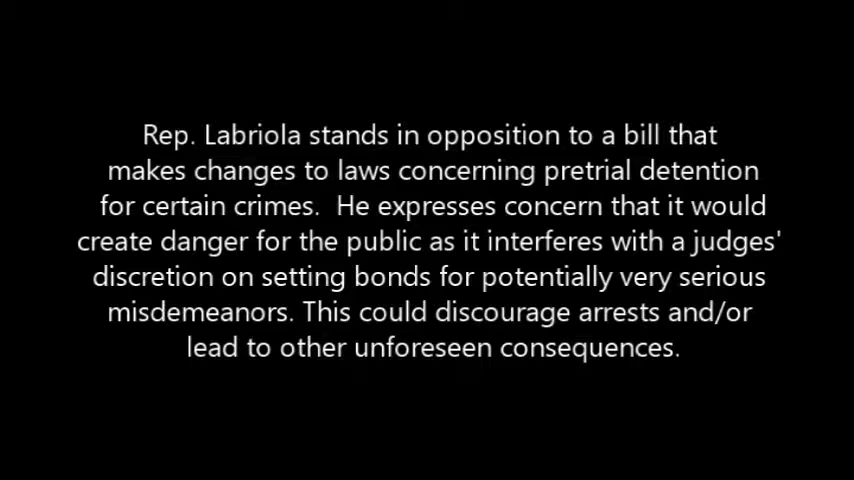 Rep. Labriola stands in opposition to a bill that
makes changes to laws concerning pretrial detention
for certain crimes.  He expresses concern that it would
create danger for the public as it interferes with a judges'
discretion on setting bonds for potentially very serious
misdemeanors. This could discourage arrests and/or
lead to other unforeseen consequences.